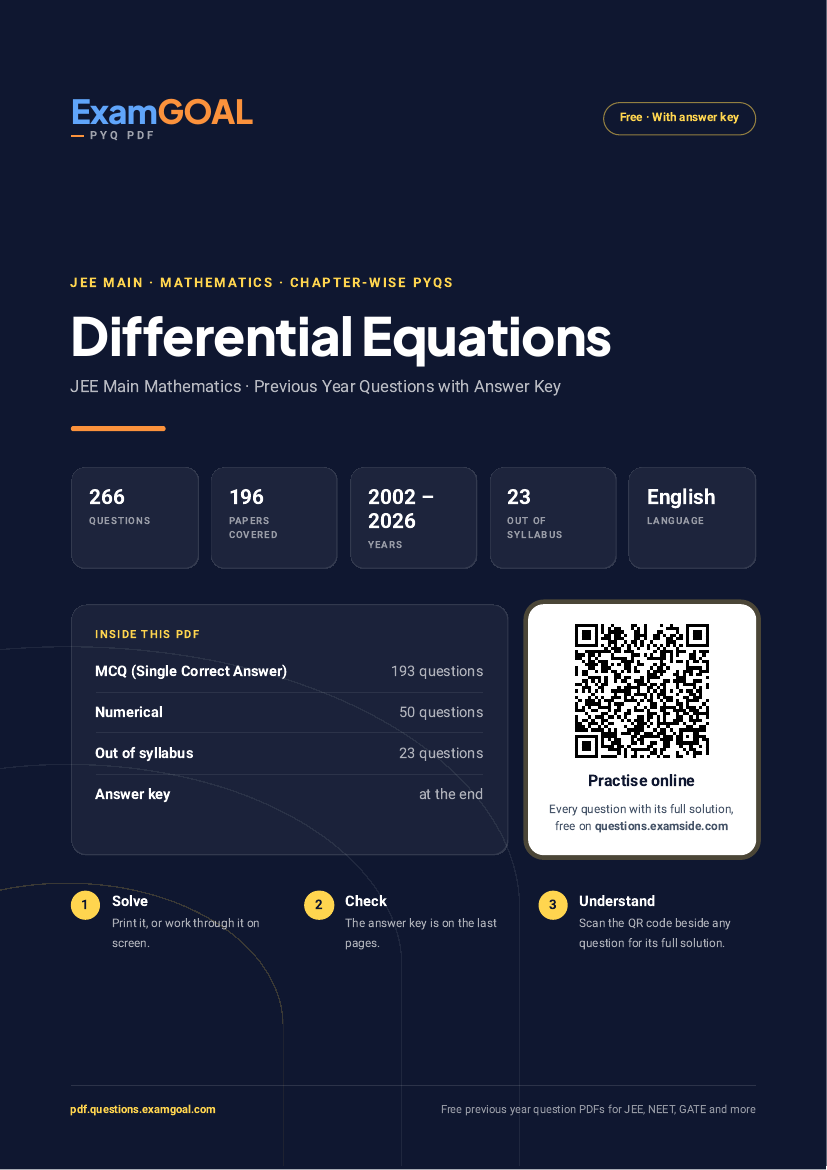 ExamGOAL
PYQ PDF
Free · With answer key
JEE MAIN · MATHEMATICS · CHAPTER-WISE PYQS
Differential Equations
JEE Main Mathematics · Previous Year Questions with Answer Key
266
QUESTIONS
196
PAPERS
COVERED
2002 –
2026
YEARS
23
OUT OF
SYLLABUS
English
LANGUAGE
INSIDE THIS PDF
MCQ (Single Correct Answer) 193 questions
Numerical 50 questions
Out of syllabus 23 questions
Answer key at the end
Practise online
Every question with its full solution,
free on questions.examside.com
1 Solve
Print it, or work through it on
screen.
2 Check
The answer key is on the last
pages.
3 Understand
Scan the QR code beside any
question for its full solution.
pdf.questions.examgoal.com
Free previous year question PDFs for JEE, NEET, GATE and more